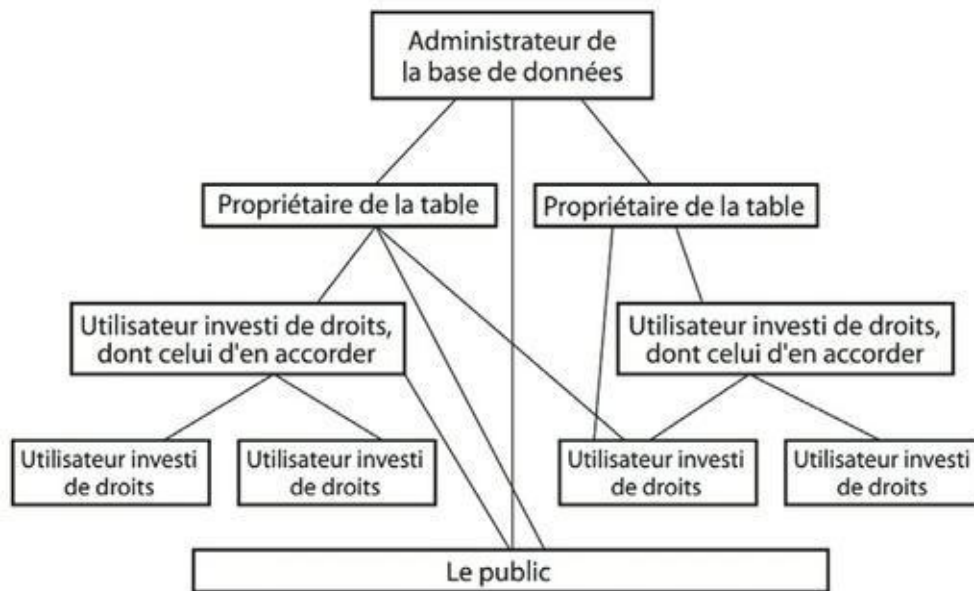 Administrateur de
la base de données
Propriétaire de la table
Propriétaire de la table
Utilisateur investi de droits,
dont celui d'en accorder
Utilisateur investi de droits,
dont celui d'en accorder
Utilisateur investi
de droits
Utilisateur investi
de droits
Utilisateur investi
de droits
Utilisateur investi
de droits
Le public